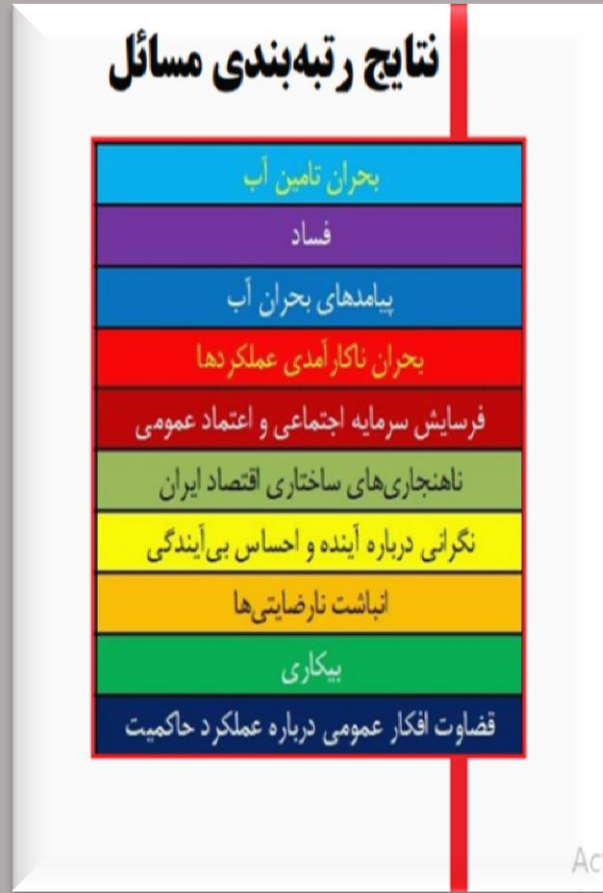 نتایج رتبه‌بندی مسائل
بحران تامین آب
فساد
پیامدهای بحران آب
بحران ناکارآمدی عملکردها
فرسایش سرمایه اجتماعی و اعتماد عمومی
ناهنجاری‌های ساختاری اقتصاد ایران
نگرانی درباره آینده و احساس بی‌آیندگی
انباشت نارضایتی‌ها
بیکاری
قضاوت افکار عمومی درباره عملکرد حاکمیت